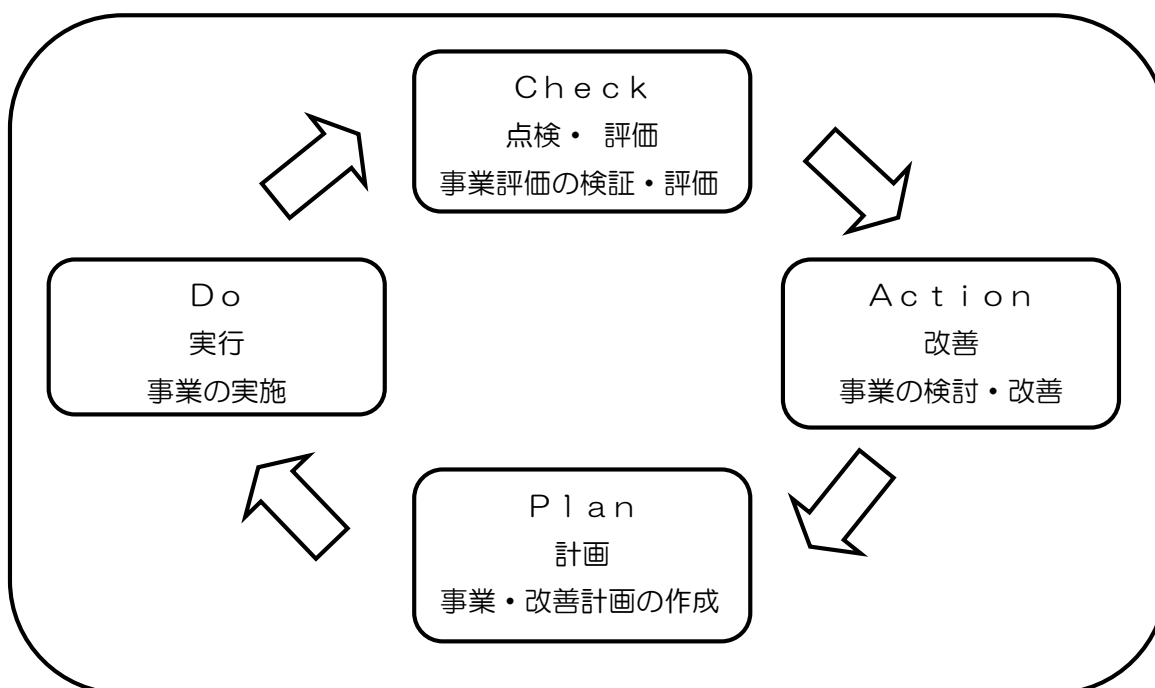 Ｃｈｅｃｋ
点検・ 評価
事業評価の検証・評価
Ｄｏ
実行
事業の実施
Ａｃｔｉｏｎ
改善
事業の検討・改善
Ｐｌａｎ
計画
事業・改善計画の作成